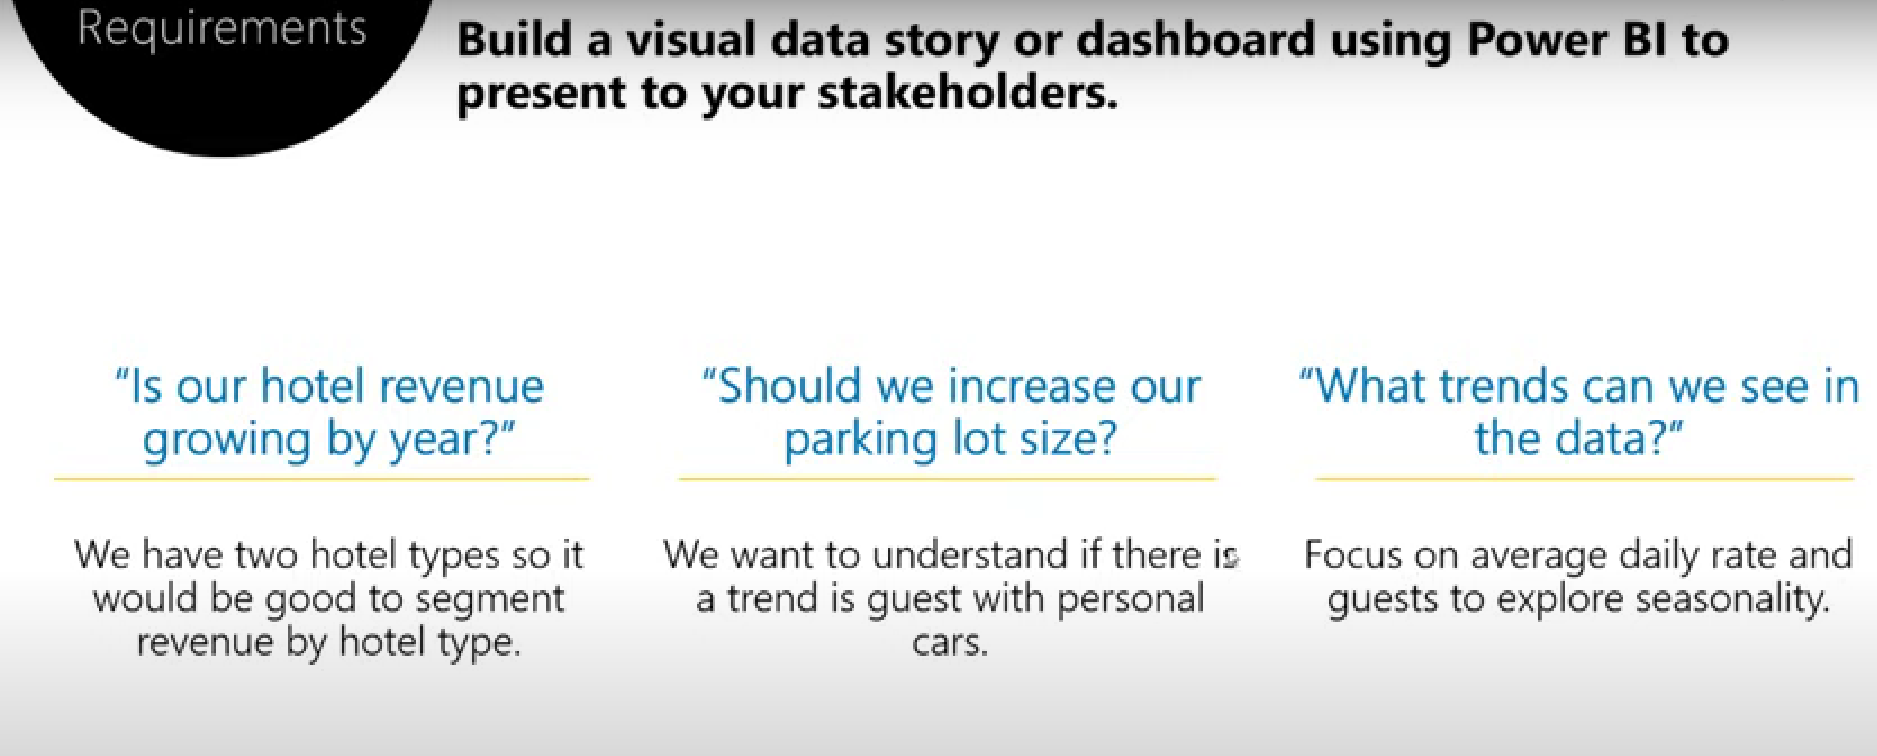 Requirements
Build a visual data story or dashboard using Power BI to
present to your stakeholders.
“Is our hotel revenue
growing by year?”
We have two hotel types so it
would be good to segment
revenue by hotel type.
“Should we increase our
parking lot size?
We want to understand if there is
a trend is guest with personal
cars.
“What trends can we see in
the data?”
Focus on average daily rate and
guests to explore seasonality.